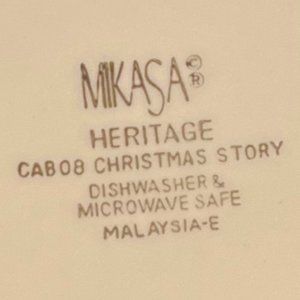 MIKASA © ®
HERITAGE
CAB08 CHRISTMAS STORY
DISHWASHER &
MICROWAVE SAFE
MALAYSIA-E